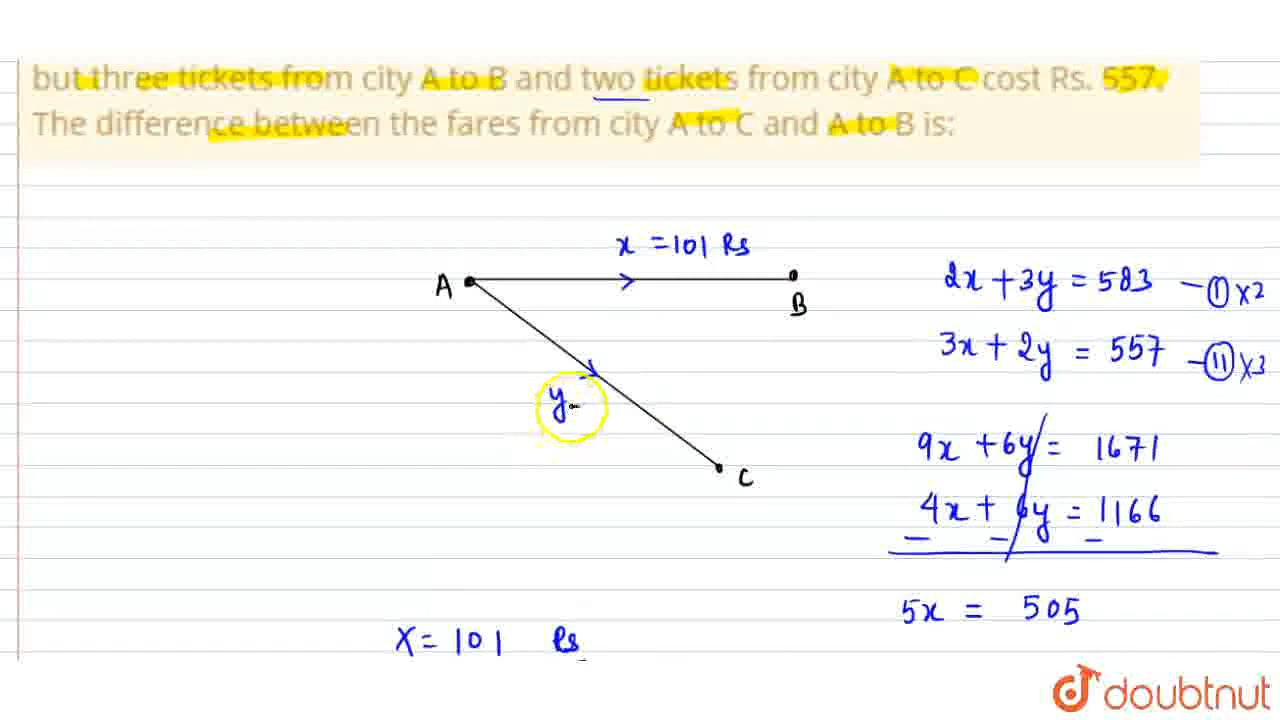 but three tickets from city A to B and two tickets from city A to C cost Rs. 557.
The difference between the fares from city A to C and A to B is:
x = 101 Rs
A
B
y
C
2x + 3y = 583 — (1) × 2
3x + 2y = 557 — (11) × 3
9x + 6y = 1671
4x + 6y = 1166
5x = 505
X = 101 Rs
doubtnut